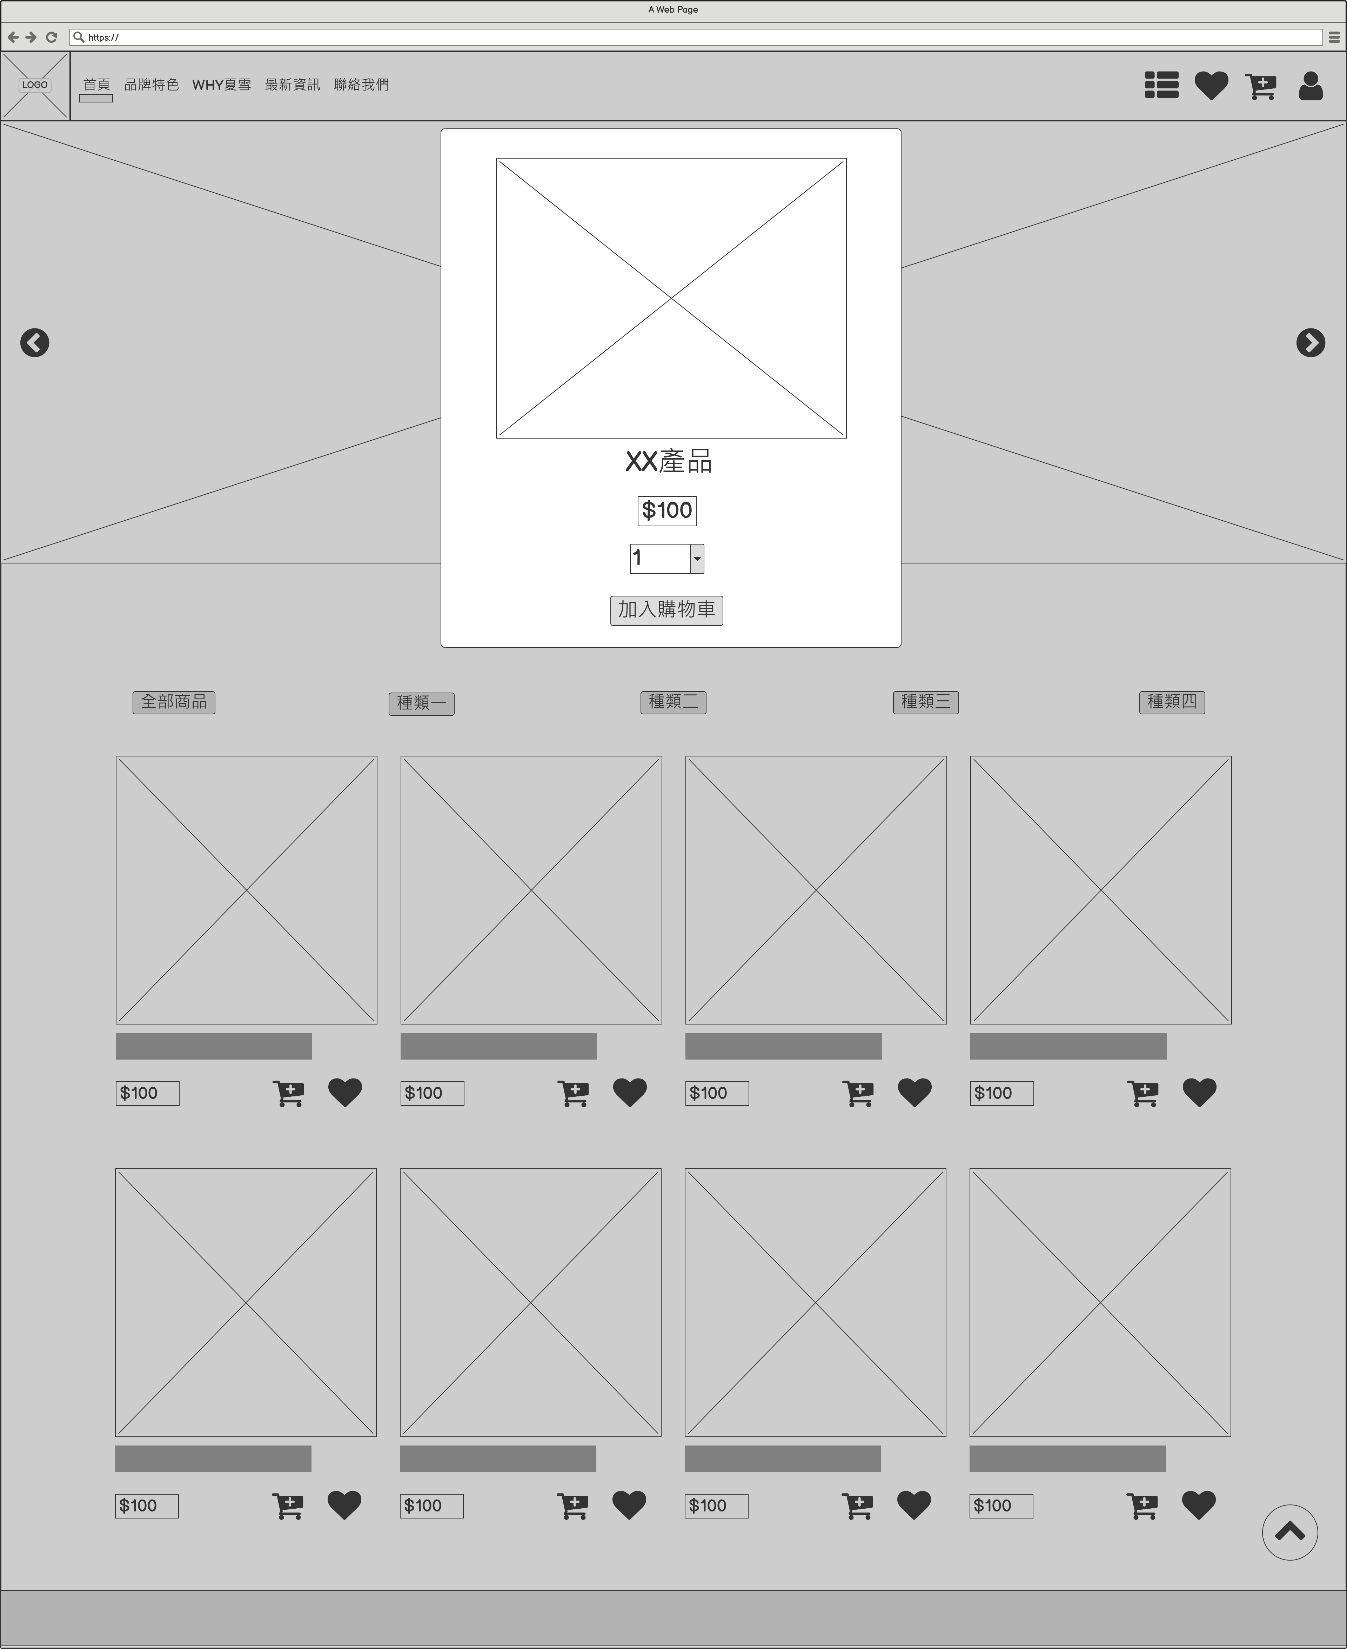 A Web Page
https://
LOGO
首頁 品牌特色 WHY夏雪 最新資訊 聯絡我們
XX產品
$100
1
加入購物車
全部商品 種類一 種類二 種類三 種類四
$100 $100 $100 $100
$100 $100 $100 $100